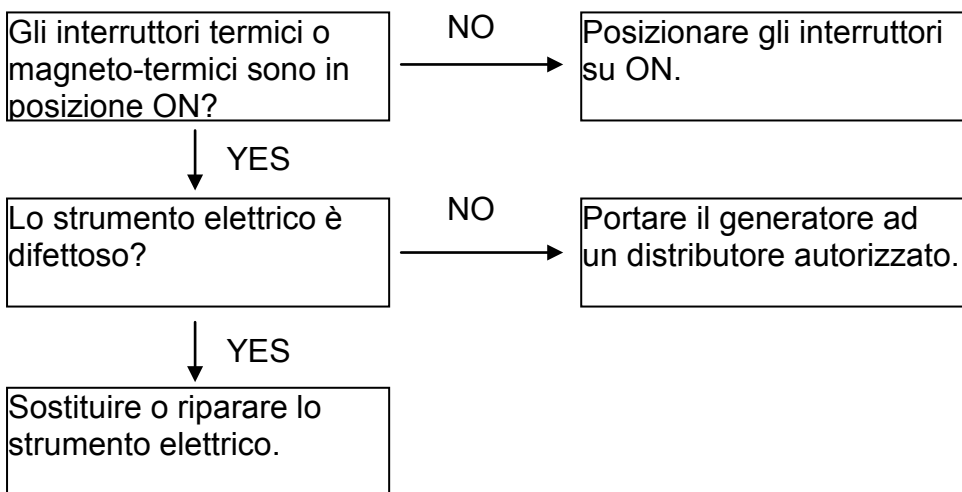 Gli interruttori termici o
magneto-termici sono in
posizione ON?
NO
Posizionare gli interruttori
su ON.
YES
Lo strumento elettrico è
difettoso?
NO
Portare il generatore ad
un distributore autorizzato.
YES
Sostituire o riparare lo
strumento elettrico.